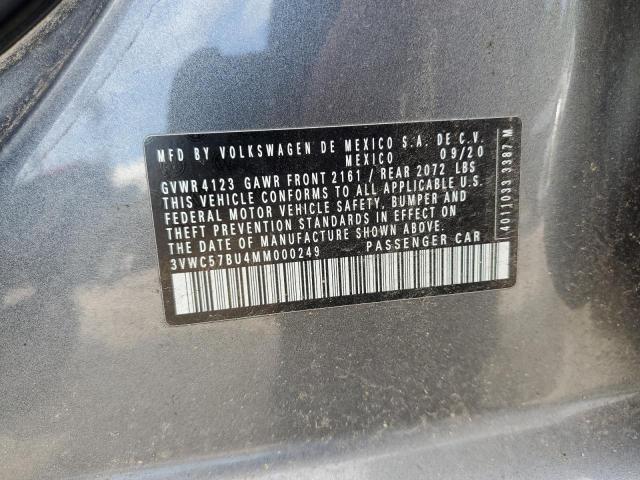 MFD BY VOLKSWAGEN DE MEXICO S.A. DE C.V.
MEXICO 09/20
GVWR 4123 GAWR FRONT 2161 / REAR 2072 LBS
THIS VEHICLE CONFORMS TO ALL APPLICABLE U.S.
FEDERAL MOTOR VEHICLE SAFETY, BUMPER AND
THEFT PREVENTION STANDARDS IN EFFECT ON
THE DATE OF MANUFACTURE SHOWN ABOVE.
3VWC57BU4MM000249 PASSENGER CAR
4011033 3387 M